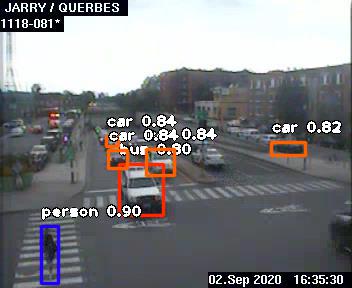 JARRY / QUERBES
1118-081*
car 0.84
car 0.84 0.84
bus 0.80
car 0.82
person 0.90
02.Sep 2020 16:35:30